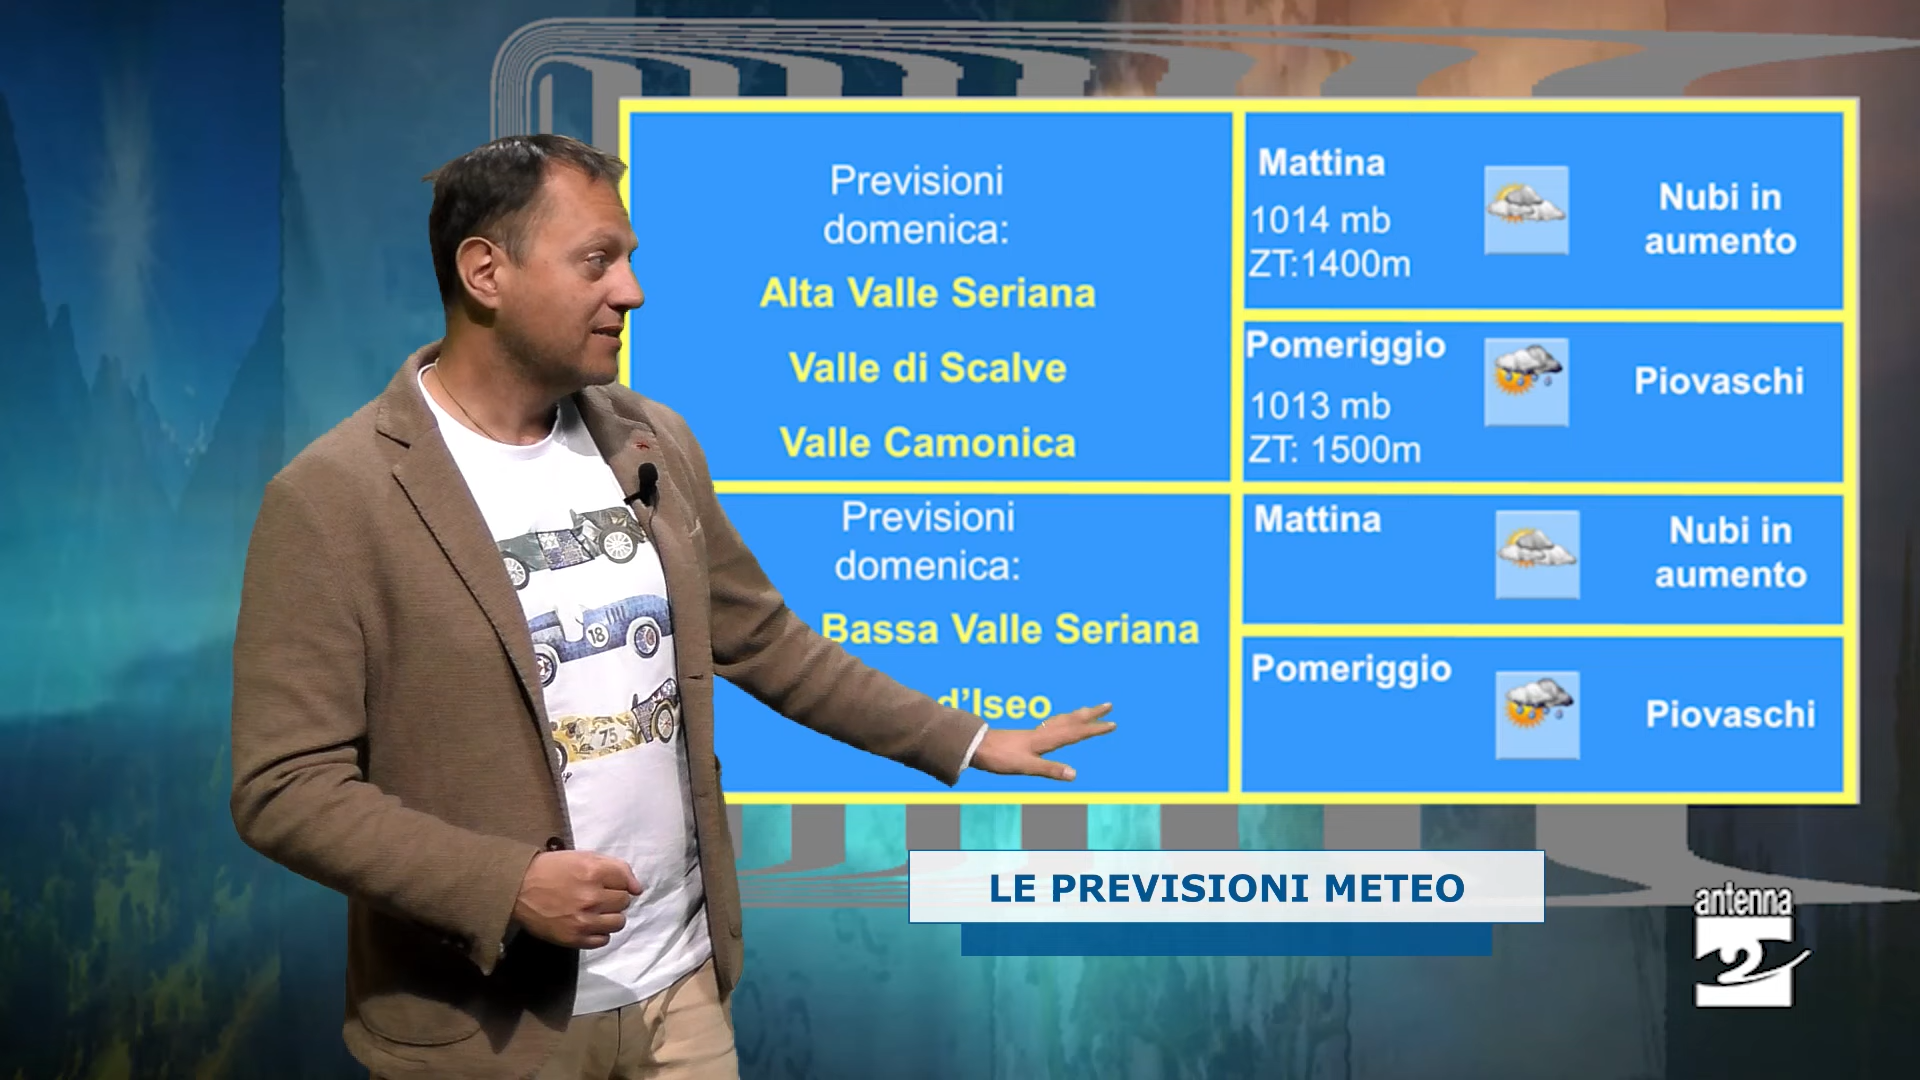 Previsioni
domenica:
Alta Valle Seriana
Valle di Scalve
Valle Camonica
Mattina
1014 mb
ZT:1400m
Nubi in
aumento
Pomeriggio
1013 mb
ZT: 1500m
Piovaschi
Previsioni
domenica:
Bassa Valle Seriana
d'Iseo
Mattina
Nubi in
aumento
Pomeriggio
Piovaschi
18
75
LE PREVISIONI METEO
antenna
2